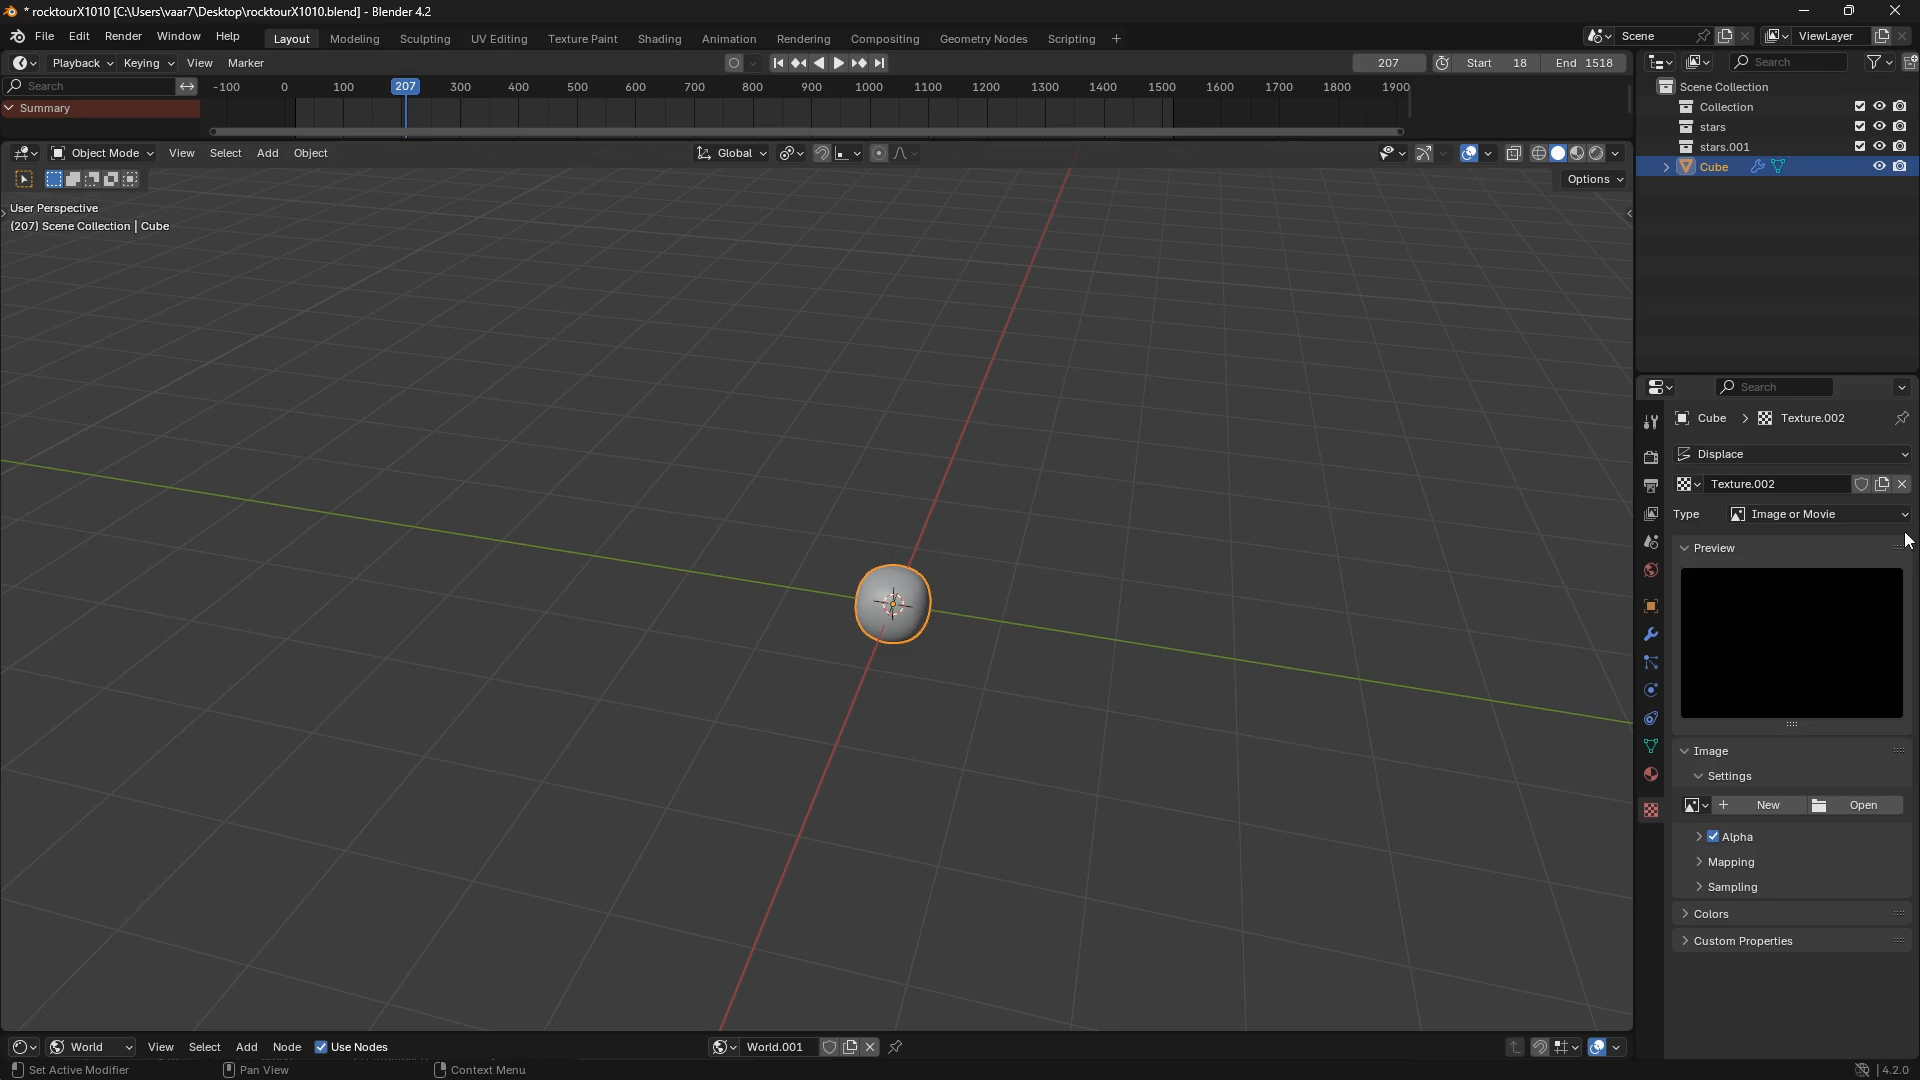 * rocktourX1010 [C:\Users\vaar7\Desktop\rocktourX1010.blend] - Blender 4.2
File Edit Render Window Help Layout Modeling Sculpting UV Editing Texture Paint Shading Animation Rendering Compositing Geometry Nodes Scripting + Scene ViewLayer
Playback Keying View Marker 207 Start 18 End 1518 Search
Search -100 0 100 207 300 400 500 600 700 800 900 1000 1100 1200 1300 1400 1500 1600 1700 1800 1900
Scene Collection
Summary
Collection
stars
stars.001
Object Mode View Select Add Object Global
Cube
Options
User Perspective
(207) Scene Collection | Cube
Search
Cube > Texture.002
Displace
Texture.002
Type Image or Movie
Preview
Image
Settings
+ New Open
Alpha
Mapping
Sampling
Colors
Custom Properties
World View Select Add Node Use Nodes World.001
Set Active Modifier Pan View Context Menu 4.2.0